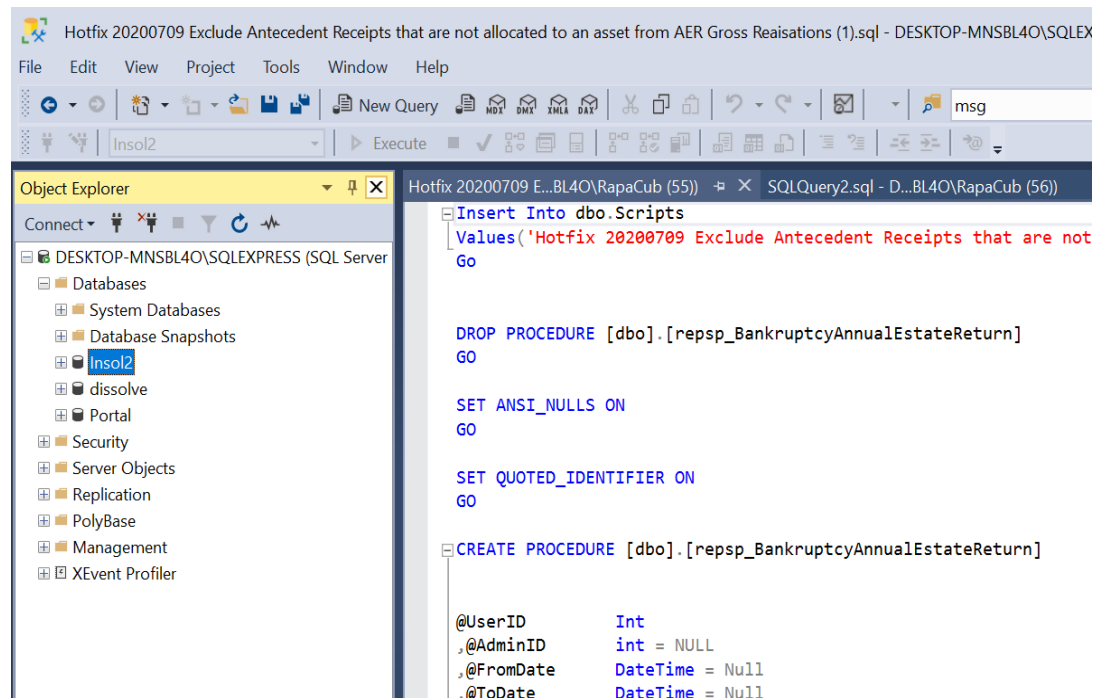 Hotfix 20200709 Exclude Antecedent Receipts that are not allocated to an asset from AER Gross Reaisations (1).sql - DESKTOP-MNSBL4O\SQLEX
File Edit View Project Tools Window Help
New Query MDX DMX XMLA DAX msg
Insol2 Execute
Object Explorer
Connect
DESKTOP-MNSBL4O\SQLEXPRESS (SQL Server
Databases
System Databases
Database Snapshots
Insol2
dissolve
Portal
Security
Server Objects
Replication
PolyBase
Management
XEvent Profiler
Hotfix 20200709 E...BL4O\RapaCub (55)) SQLQuery2.sql - D...BL4O\RapaCub (56))
Insert Into dbo.Scripts
Values('Hotfix 20200709 Exclude Antecedent Receipts that are not
Go
DROP PROCEDURE [dbo].[repsp_BankruptcyAnnualEstateReturn]
GO
SET ANSI_NULLS ON
GO
SET QUOTED_IDENTIFIER ON
GO
CREATE PROCEDURE [dbo].[repsp_BankruptcyAnnualEstateReturn]
@UserID Int
,@AdminID int = NULL
,@FromDate DateTime = Null
,@ToDate DateTime = Null